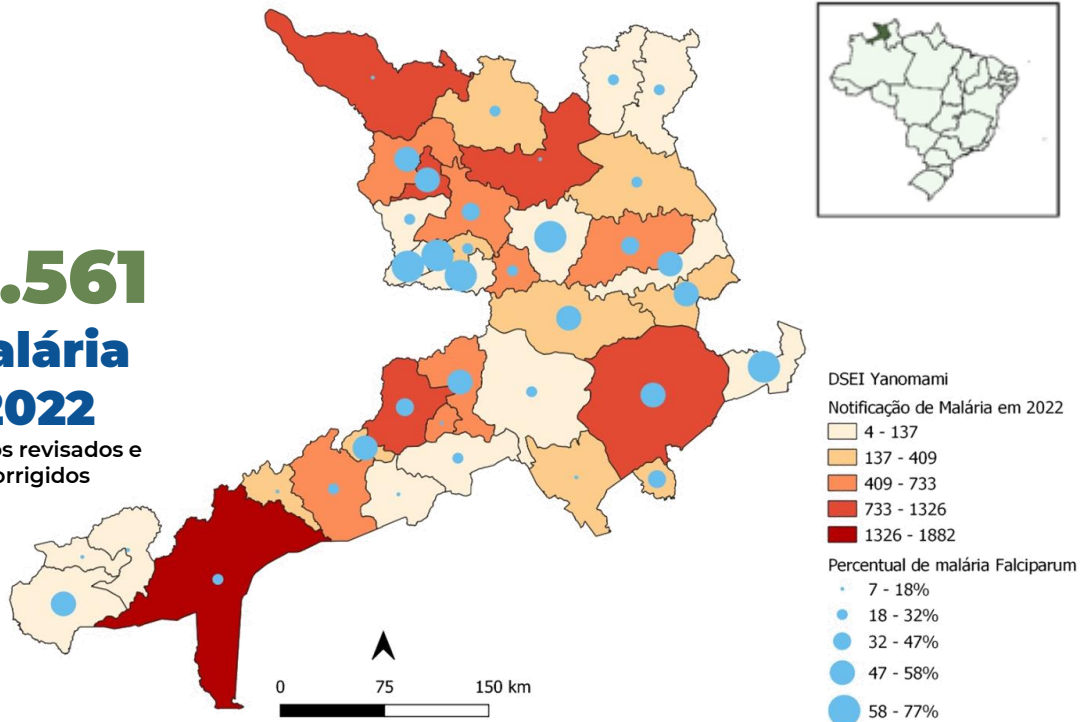 .561
alária
2022
os revisados e
orrigidos
DSEI Yanomami
Notificação de Malária em 2022
4 - 137
137 - 409
409 - 733
733 - 1326
1326 - 1882
Percentual de malária Falciparum
7 - 18%
18 - 32%
32 - 47%
47 - 58%
58 - 77%
0 75 150 km